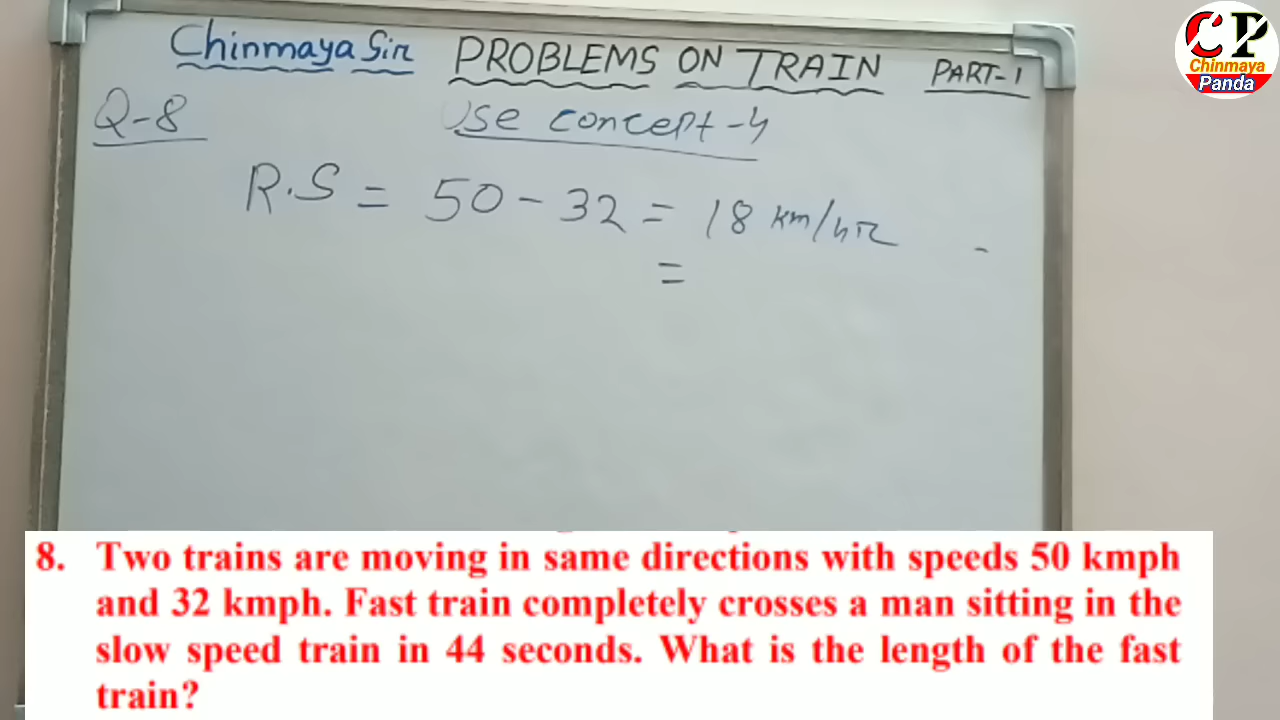 Chinmaya Sir PROBLEMS ON TRAIN PART-1
CP
Chinmaya
Panda
Q-8 Use concept-4
R.S = 50 - 32 = 18 km/hr -
=
8. Two trains are moving in same directions with speeds 50 kmph
and 32 kmph. Fast train completely crosses a man sitting in the
slow speed train in 44 seconds. What is the length of the fast
train?